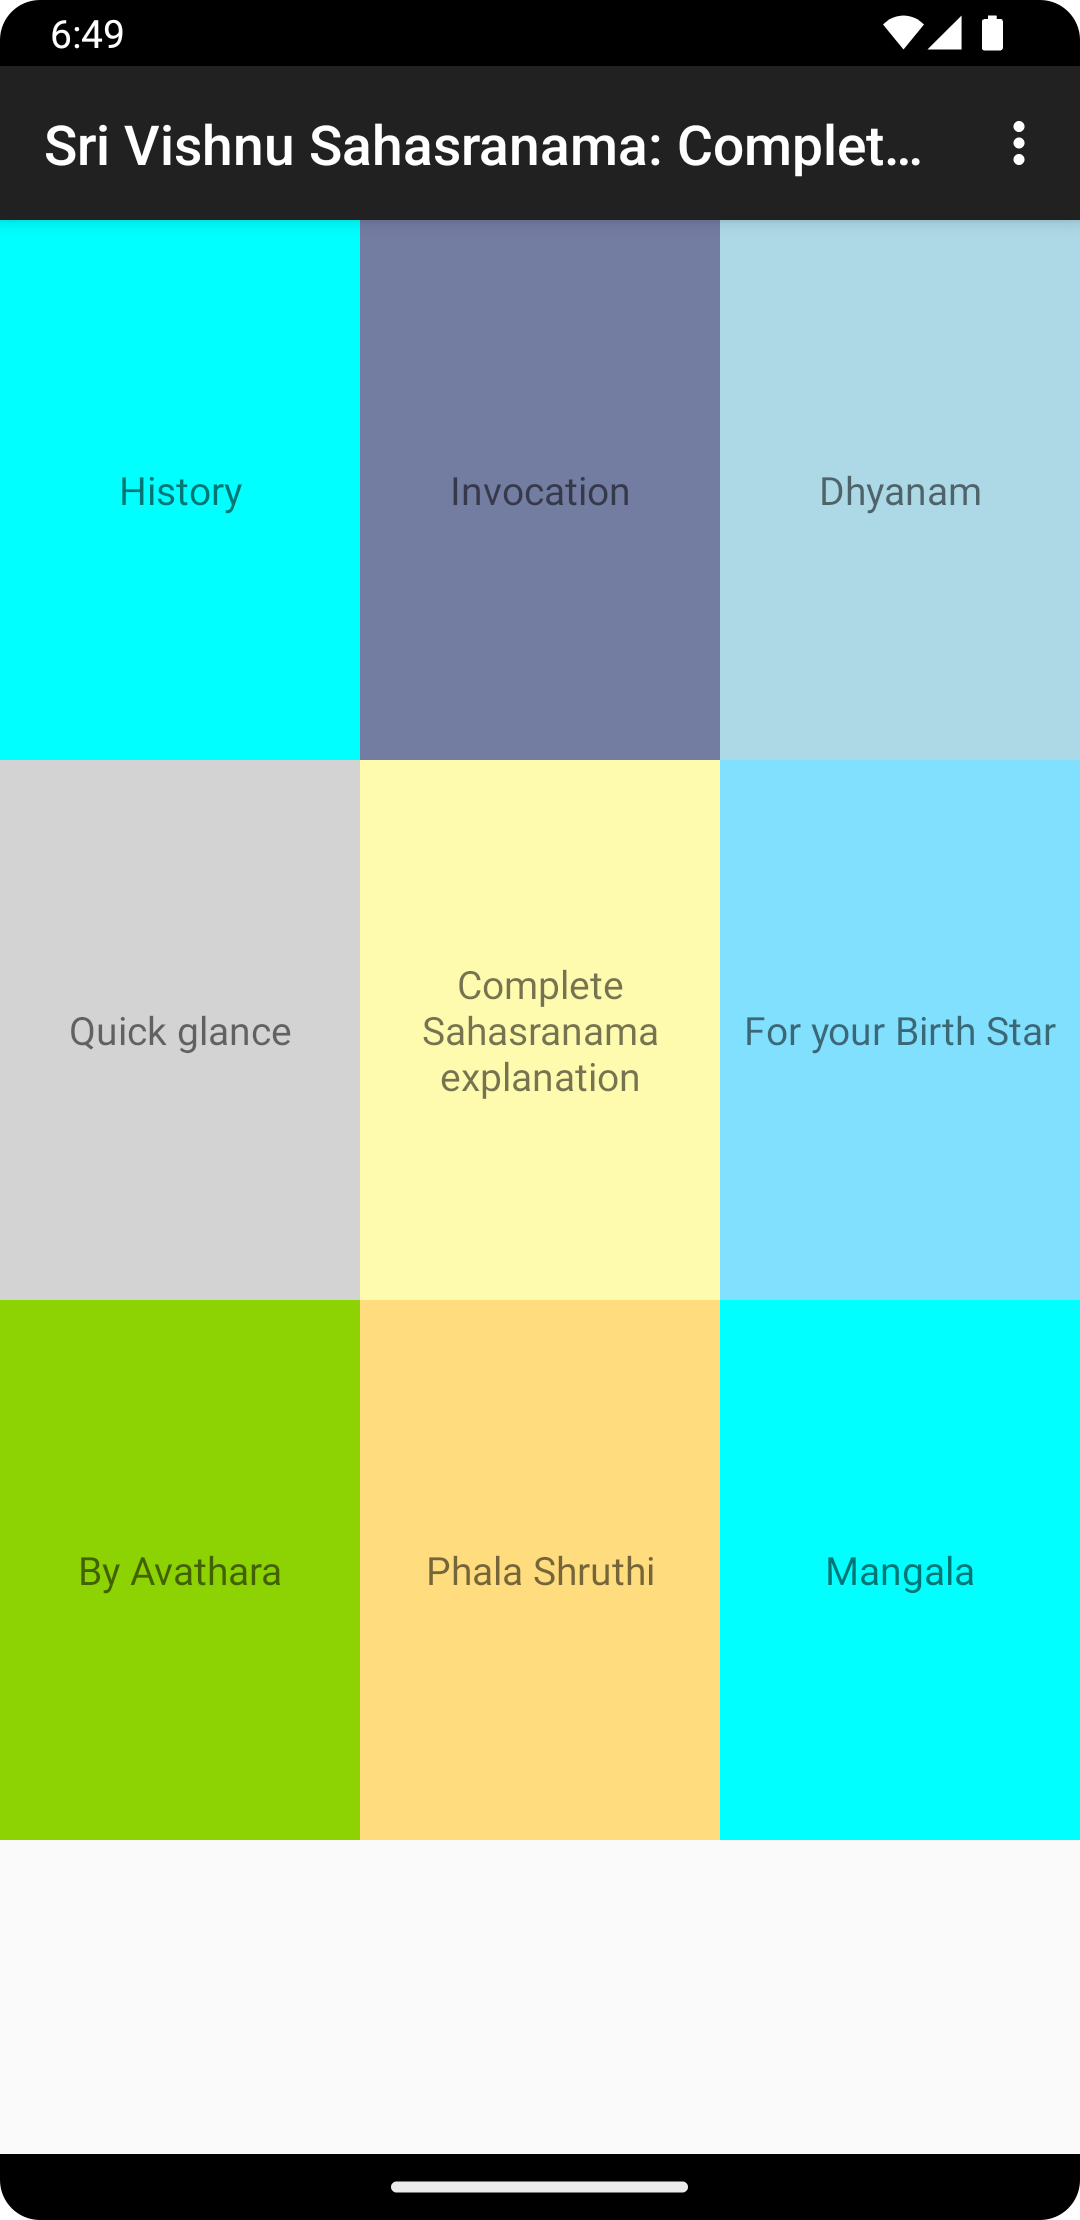 6:49
Sri Vishnu Sahasranama: Complet...
History
Invocation
Dhyanam
Quick glance
Complete
Sahasranama
explanation
For your Birth Star
By Avathara
Phala Shruthi
Mangala